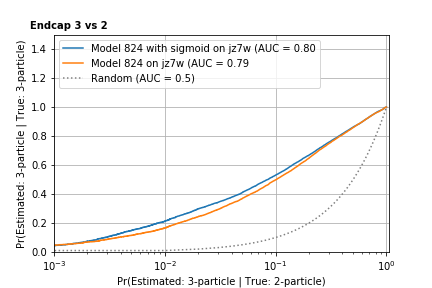 Endcap 3 vs 2
Model 824 with sigmoid on jz7w (AUC = 0.80
Model 824 on jz7w (AUC = 0.79
Random (AUC = 0.5)
Pr(Estimated: 3-particle | True: 3-particle)
1.4
1.2
1.0
0.8
0.6
0.4
0.2
0.0
10⁻³
10⁻²
10⁻¹
10⁰
Pr(Estimated: 3-particle | True: 2-particle)